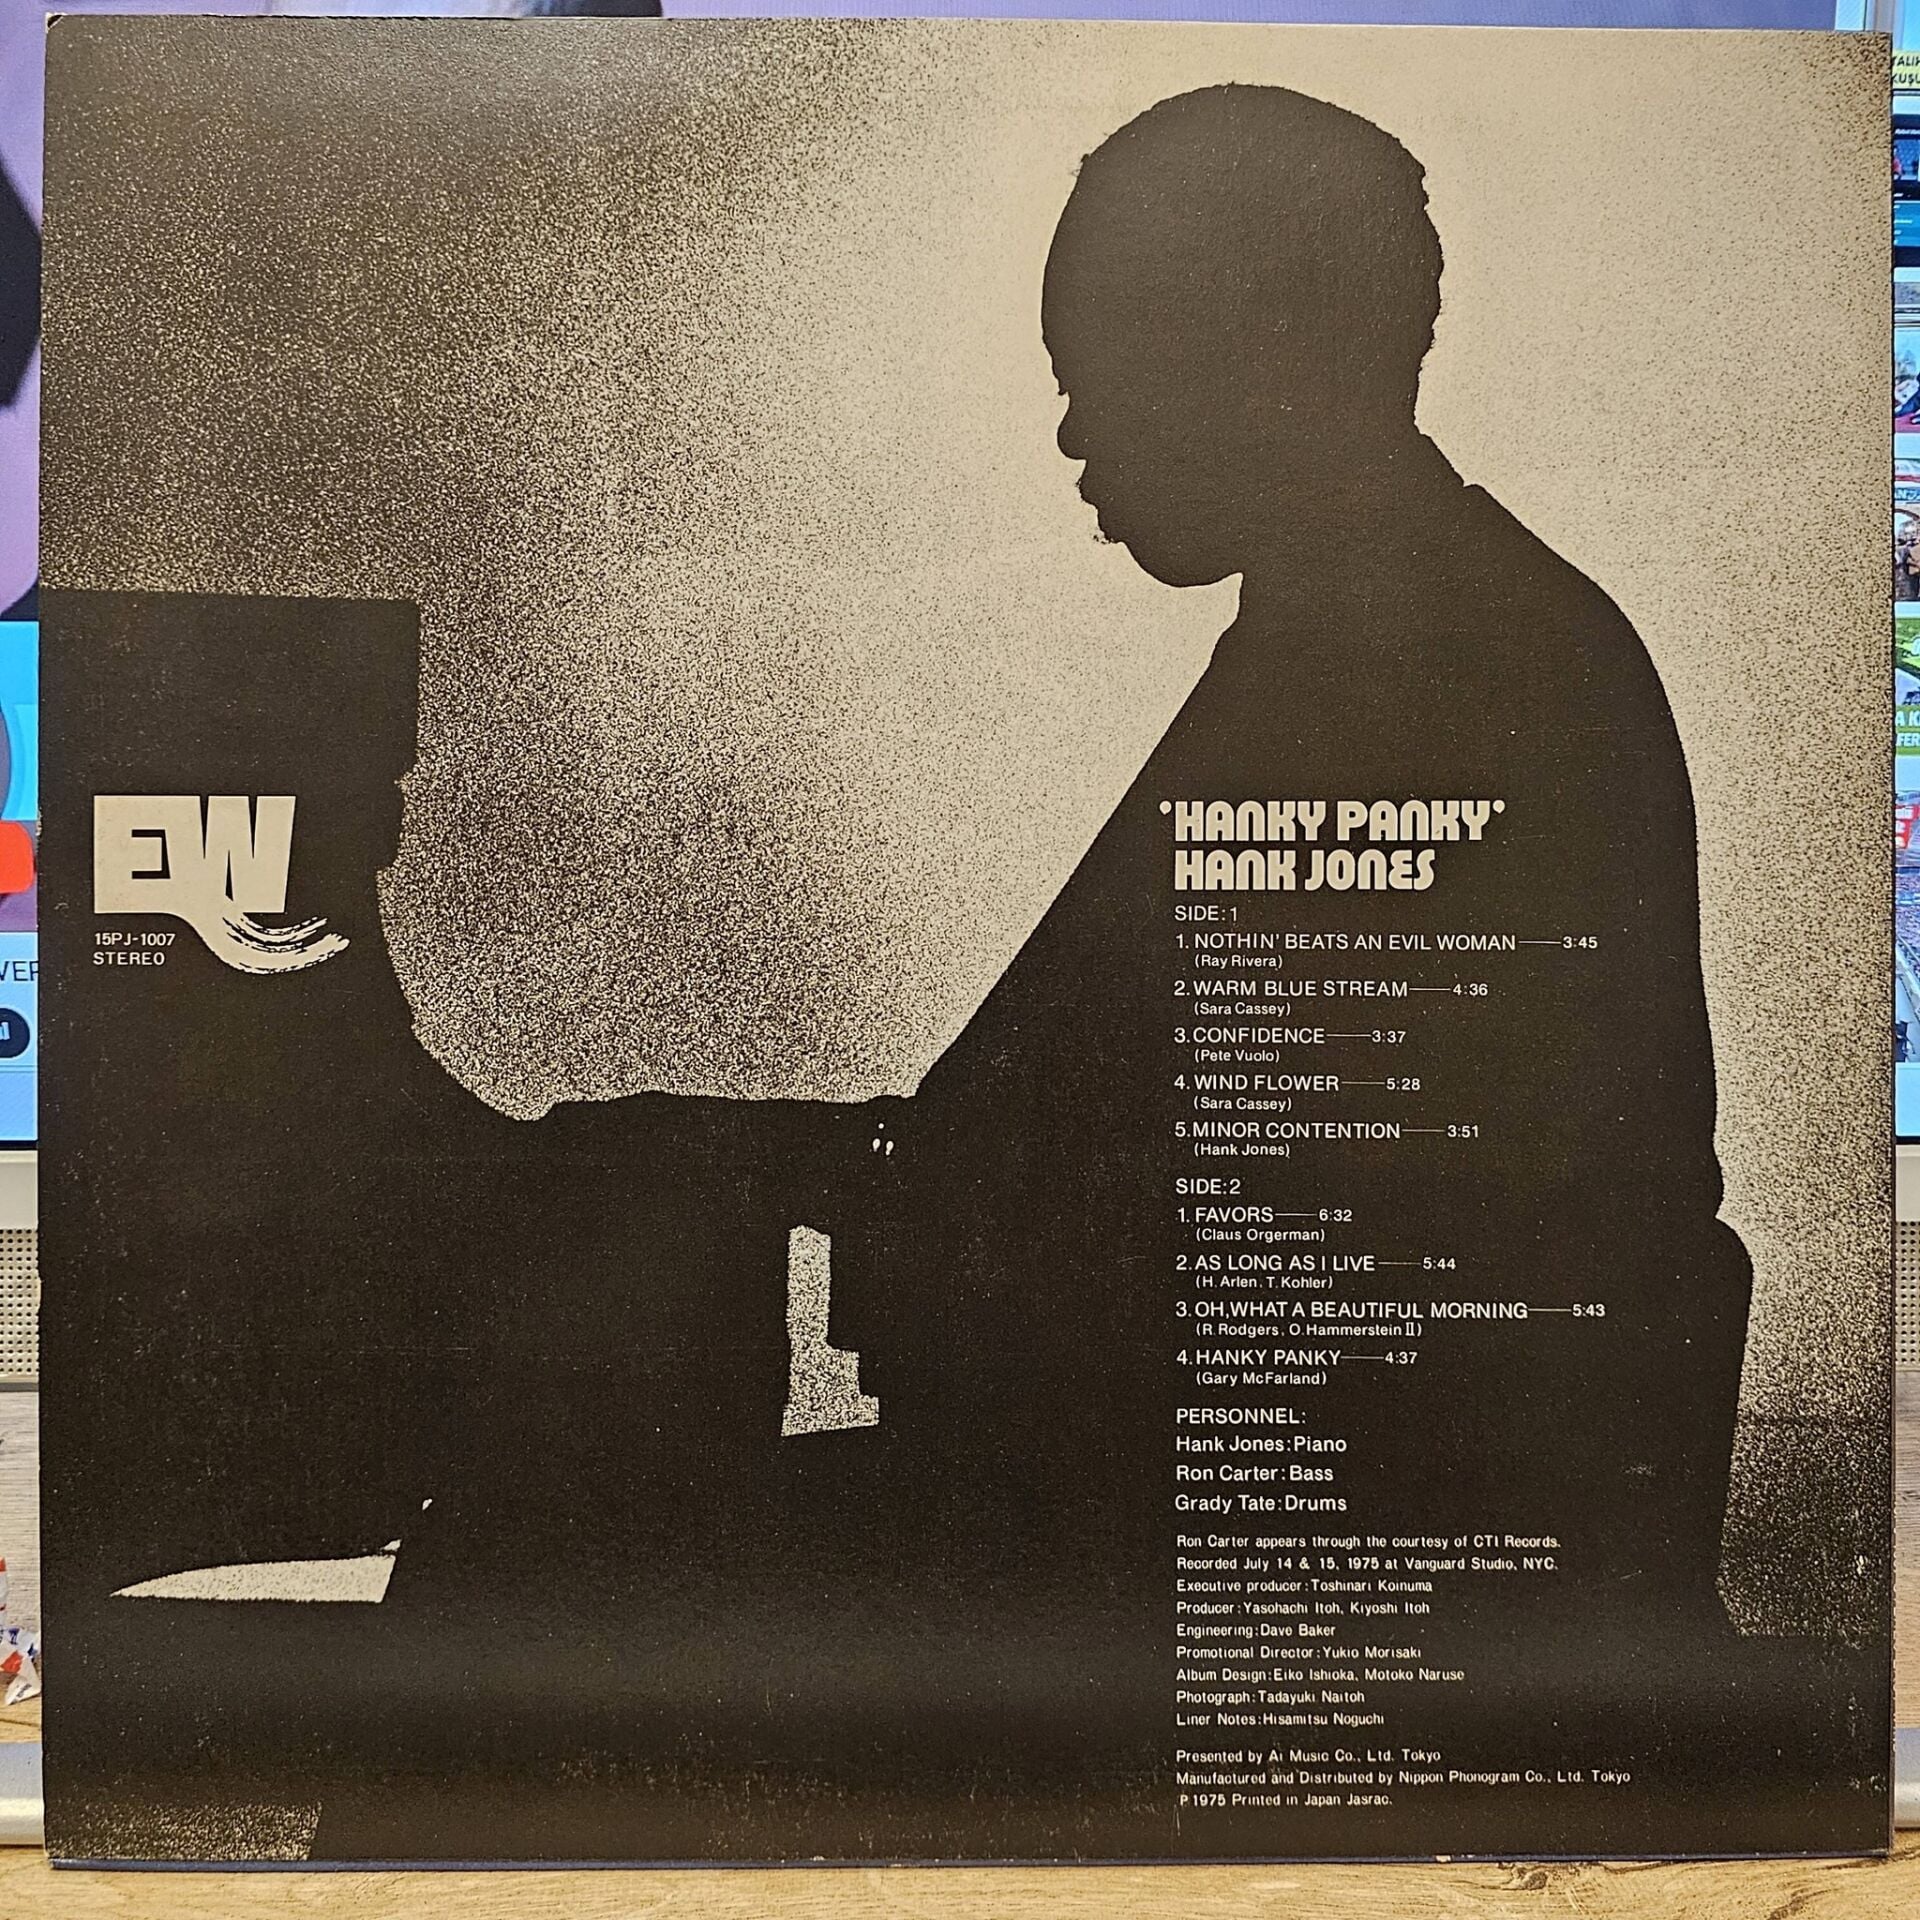 EW
15PJ-1007
STEREO
'HANKY PANKY'
HANK JONES
SIDE:1
1. NOTHIN' BEATS AN EVIL WOMAN——3:45
(Ray Rivera)
2. WARM BLUE STREAM——4:36
(Sara Cassey)
3. CONFIDENCE——3:37
(Pete Vuolo)
4. WIND FLOWER——5:28
(Sara Cassey)
5. MINOR CONTENTION——3:51
(Hank Jones)
SIDE:2
1. FAVORS——6:32
(Claus Orgerman)
2. AS LONG AS I LIVE——5:44
(H. Arlen, T. Kohler)
3. OH, WHAT A BEAUTIFUL MORNING——5:43
(R. Rodgers, O. Hammerstein II)
4. HANKY PANKY——4:37
(Gary McFarland)
PERSONNEL:
Hank Jones:Piano
Ron Carter:Bass
Grady Tate:Drums
Ron Carter appears through the courtesy of CTI Records.
Recorded July 14 & 15, 1975 at Vanguard Studio, NYC.
Executive producer:Toshinari Koinuma
Producer:Yasohachi Itoh, Kiyoshi Itoh
Engineering:Dave Baker
Promotional Director:Yukio Morisaki
Album Design:Eiko Ishioka, Motoko Naruse
Photograph:Tadayuki Naitoh
Liner Notes:Hisamitsu Noguchi
Presented by Ai Music Co., Ltd. Tokyo
Manufactured and Distributed by Nippon Phonogram Co., Ltd. Tokyo
P 1975 Printed in Japan Jasrac.